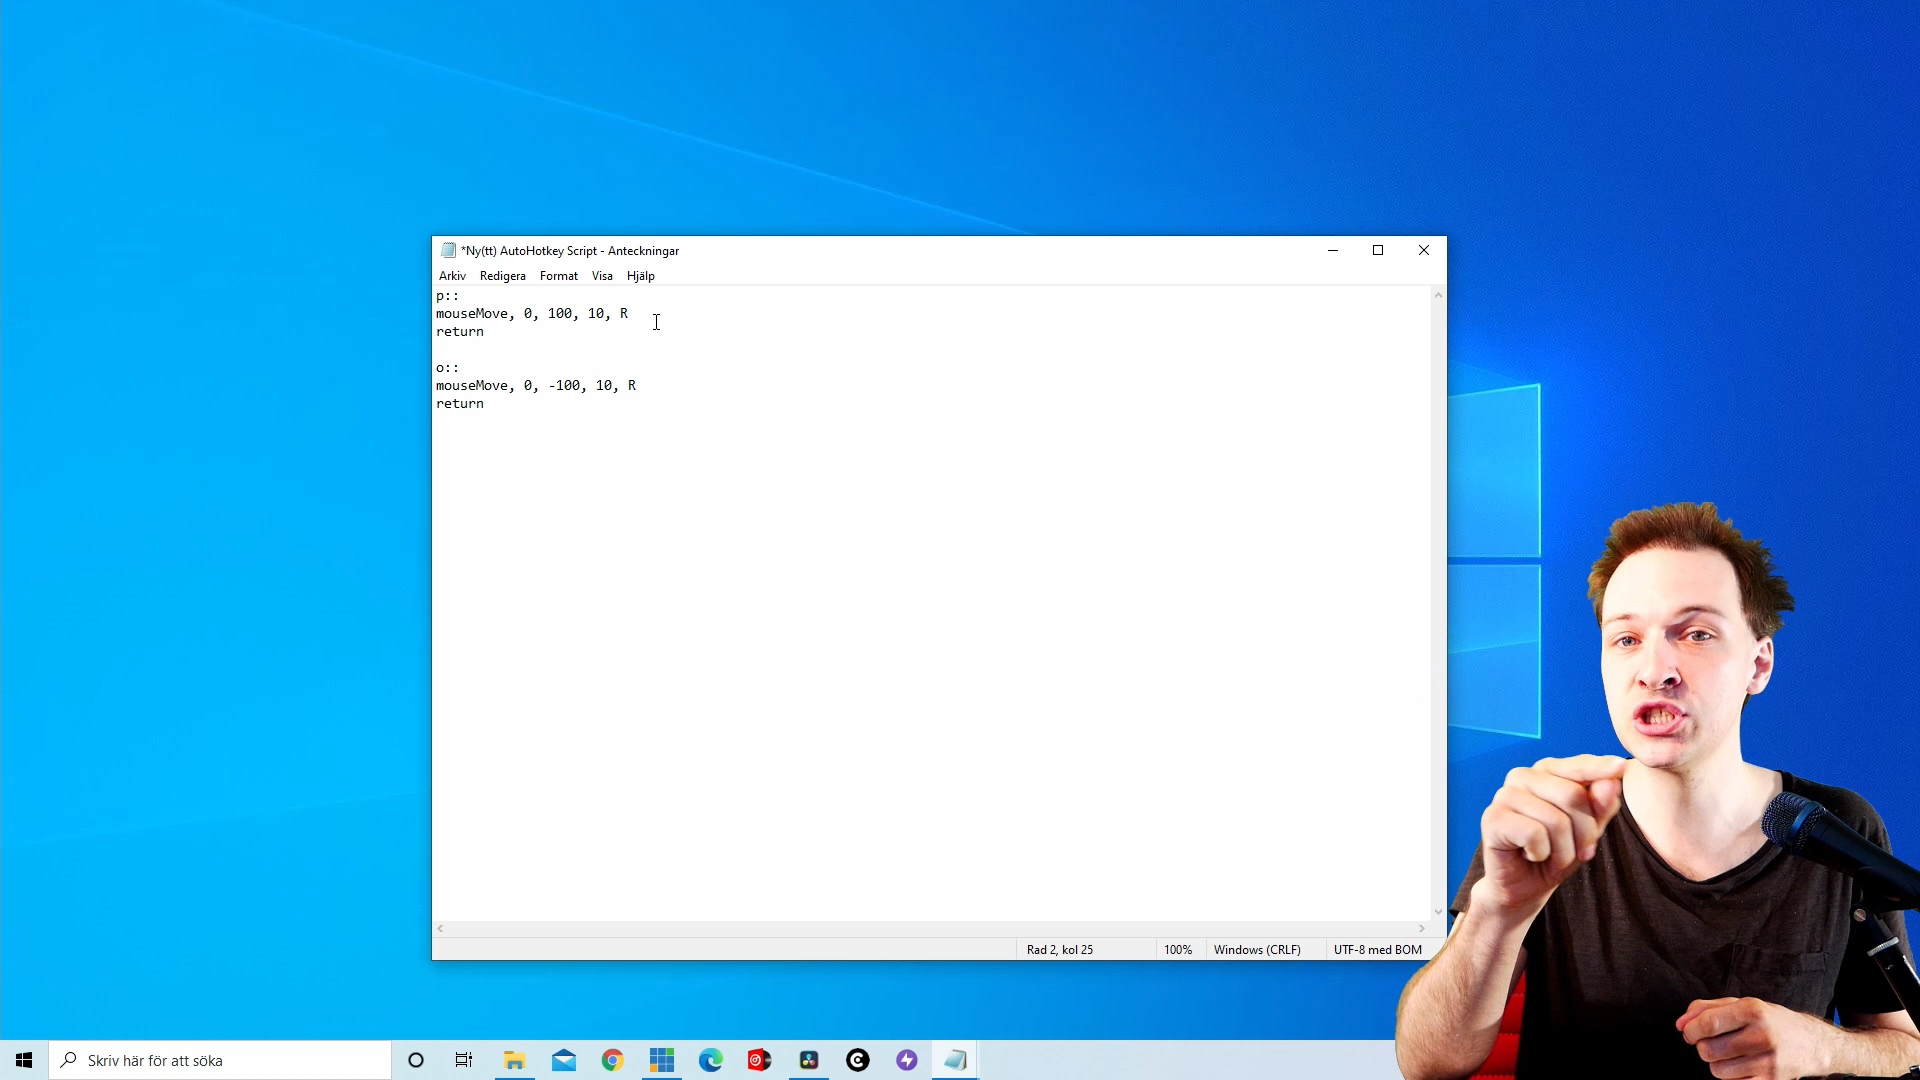 *Ny(tt) AutoHotkey Script - Anteckningar
Arkiv Redigera Format Visa Hjälp
p::
mouseMove, 0, 100, 10, R
return
o::
mouseMove, 0, -100, 10, R
return
Rad 2, kol 25 100% Windows (CRLF) UTF-8 med BOM
Skriv här för att söka